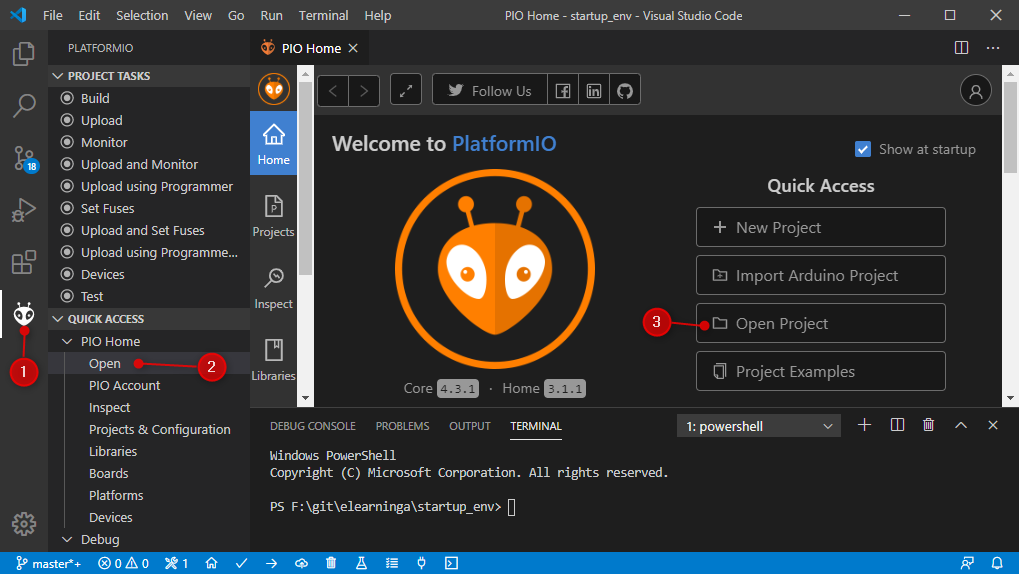 File Edit Selection View Go Run Terminal Help
PIO Home - startup_env - Visual Studio Code
PLATFORMIO
PROJECT TASKS
Build
Upload
Monitor
Upload and Monitor
Upload using Programmer
Set Fuses
Upload and Set Fuses
Upload using Programme...
Devices
Test
QUICK ACCESS
PIO Home
Open
PIO Account
Inspect
Projects & Configuration
Libraries
Boards
Platforms
Devices
Debug
18
1
2
PIO Home
Home
Projects
Inspect
Libraries
Follow Us
Welcome to PlatformIO
Show at startup
Quick Access
New Project
Import Arduino Project
3
Open Project
Project Examples
Core 4.3.1 · Home 3.1.1
DEBUG CONSOLE PROBLEMS OUTPUT TERMINAL
1: powershell
Windows PowerShell
Copyright (C) Microsoft Corporation. All rights reserved.
PS F:\git\elearninga\startup_env>
master*+ 0 0 1